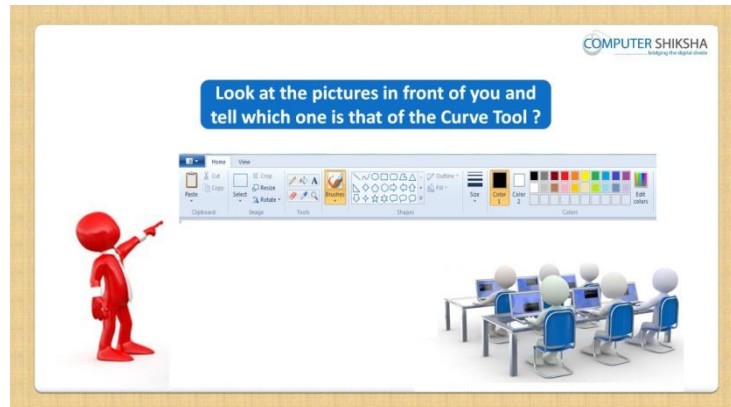 COMPUTER SHIKSHA
bridging the digital divide
Look at the pictures in front of you and
tell which one is that of the Curve Tool ?
Home View
Paste
Cut
Copy
Clipboard
Select
Crop
Resize
Rotate
Image
A
Tools
Brushes
Outline
Fill
Shapes
Size
Color
1
Color
2
Edit
colors
Colors